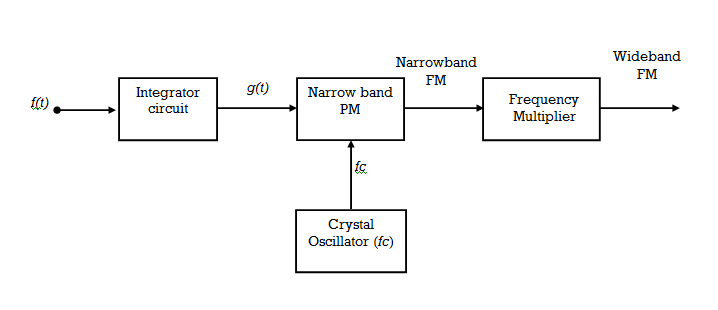 f(t)
Integrator
circuit
g(t)
Narrow band
PM
Narrowband
FM
Frequency
Multiplier
Wideband
FM
fc
Crystal
Oscillator (fc)